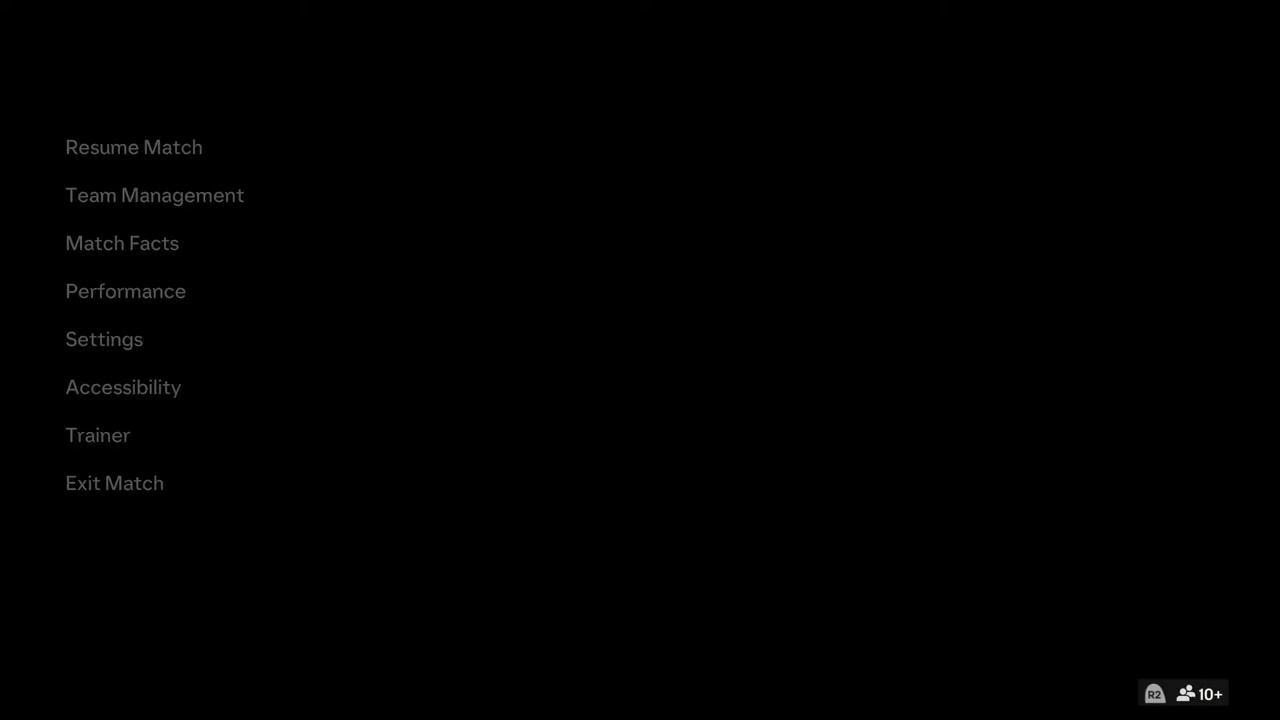 Resume Match
Team Management
Match Facts
Performance
Settings
Accessibility
Trainer
Exit Match
R2 10+